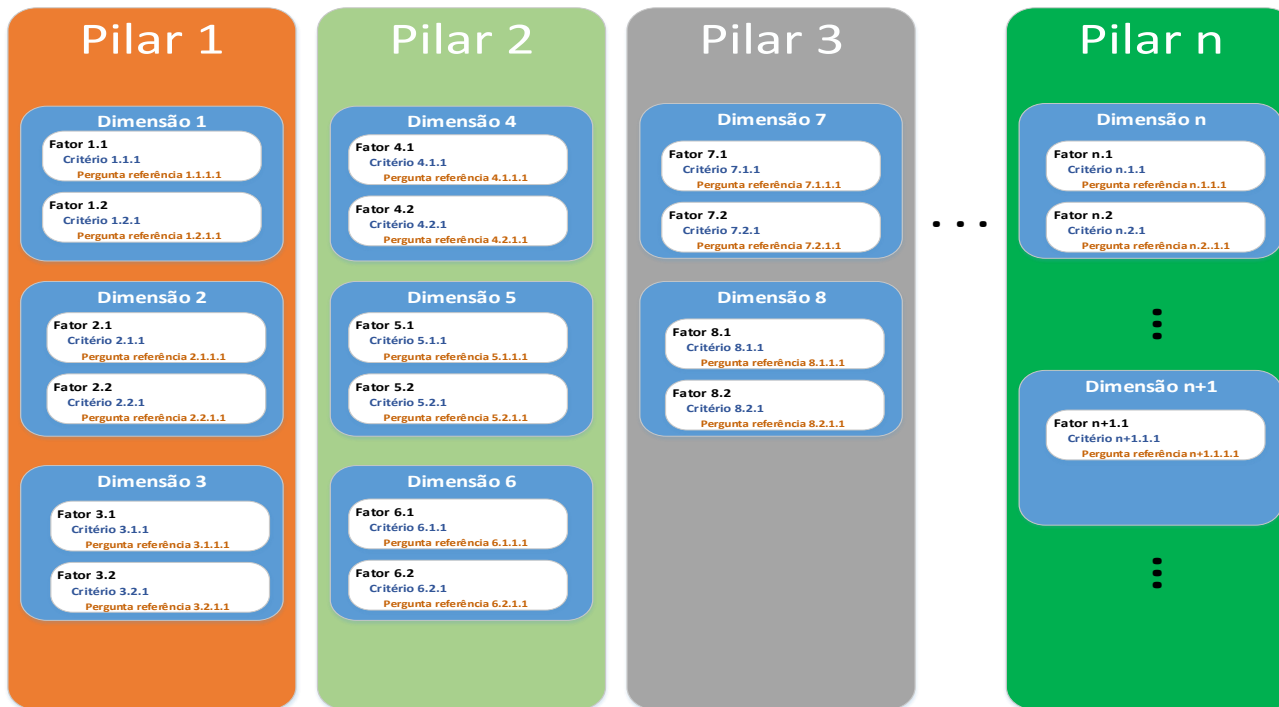 Pilar 1
Dimensão 1
Fator 1.1
Critério 1.1.1
Pergunta referência 1.1.1.1
Fator 1.2
Critério 1.2.1
Pergunta referência 1.2.1.1
Dimensão 2
Fator 2.1
Critério 2.1.1
Pergunta referência 2.1.1.1
Fator 2.2
Critério 2.2.1
Pergunta referência 2.2.1.1
Dimensão 3
Fator 3.1
Critério 3.1.1
Pergunta referência 3.1.1.1
Fator 3.2
Critério 3.2.1
Pergunta referência 3.2.1.1
Pilar 2
Dimensão 4
Fator 4.1
Critério 4.1.1
Pergunta referência 4.1.1.1
Fator 4.2
Critério 4.2.1
Pergunta referência 4.2.1.1
Dimensão 5
Fator 5.1
Critério 5.1.1
Pergunta referência 5.1.1.1
Fator 5.2
Critério 5.2.1
Pergunta referência 5.2.1.1
Dimensão 6
Fator 6.1
Critério 6.1.1
Pergunta referência 6.1.1.1
Fator 6.2
Critério 6.2.1
Pergunta referência 6.2.1.1
Pilar 3
Dimensão 7
Fator 7.1
Critério 7.1.1
Pergunta referência 7.1.1.1
Fator 7.2
Critério 7.2.1
Pergunta referência 7.2.1.1
Dimensão 8
Fator 8.1
Critério 8.1.1
Pergunta referência 8.1.1.1
Fator 8.2
Critério 8.2.1
Pergunta referência 8.2.1.1
...
Pilar n
Dimensão n
Fator n.1
Critério n.1.1
Pergunta referência n.1.1.1
Fator n.2
Critério n.2.1
Pergunta referência n.2..1.1
...
Dimensão n+1
Fator n+1.1
Critério n+1.1.1
Pergunta referência n+1.1.1.1
...